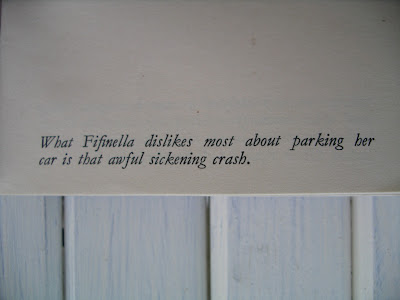 What Fifinella dislikes most about parking her
car is that awful sickening crash.